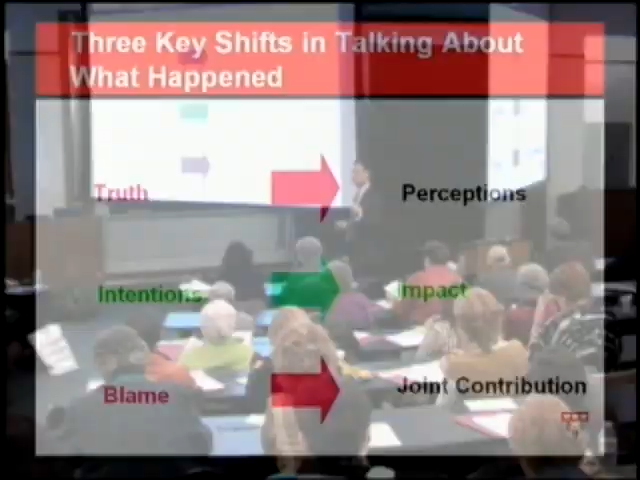 Three Key Shifts in Talking About
What Happened
Truth
Perceptions
Intentions
Impact
Blame
Joint Contribution